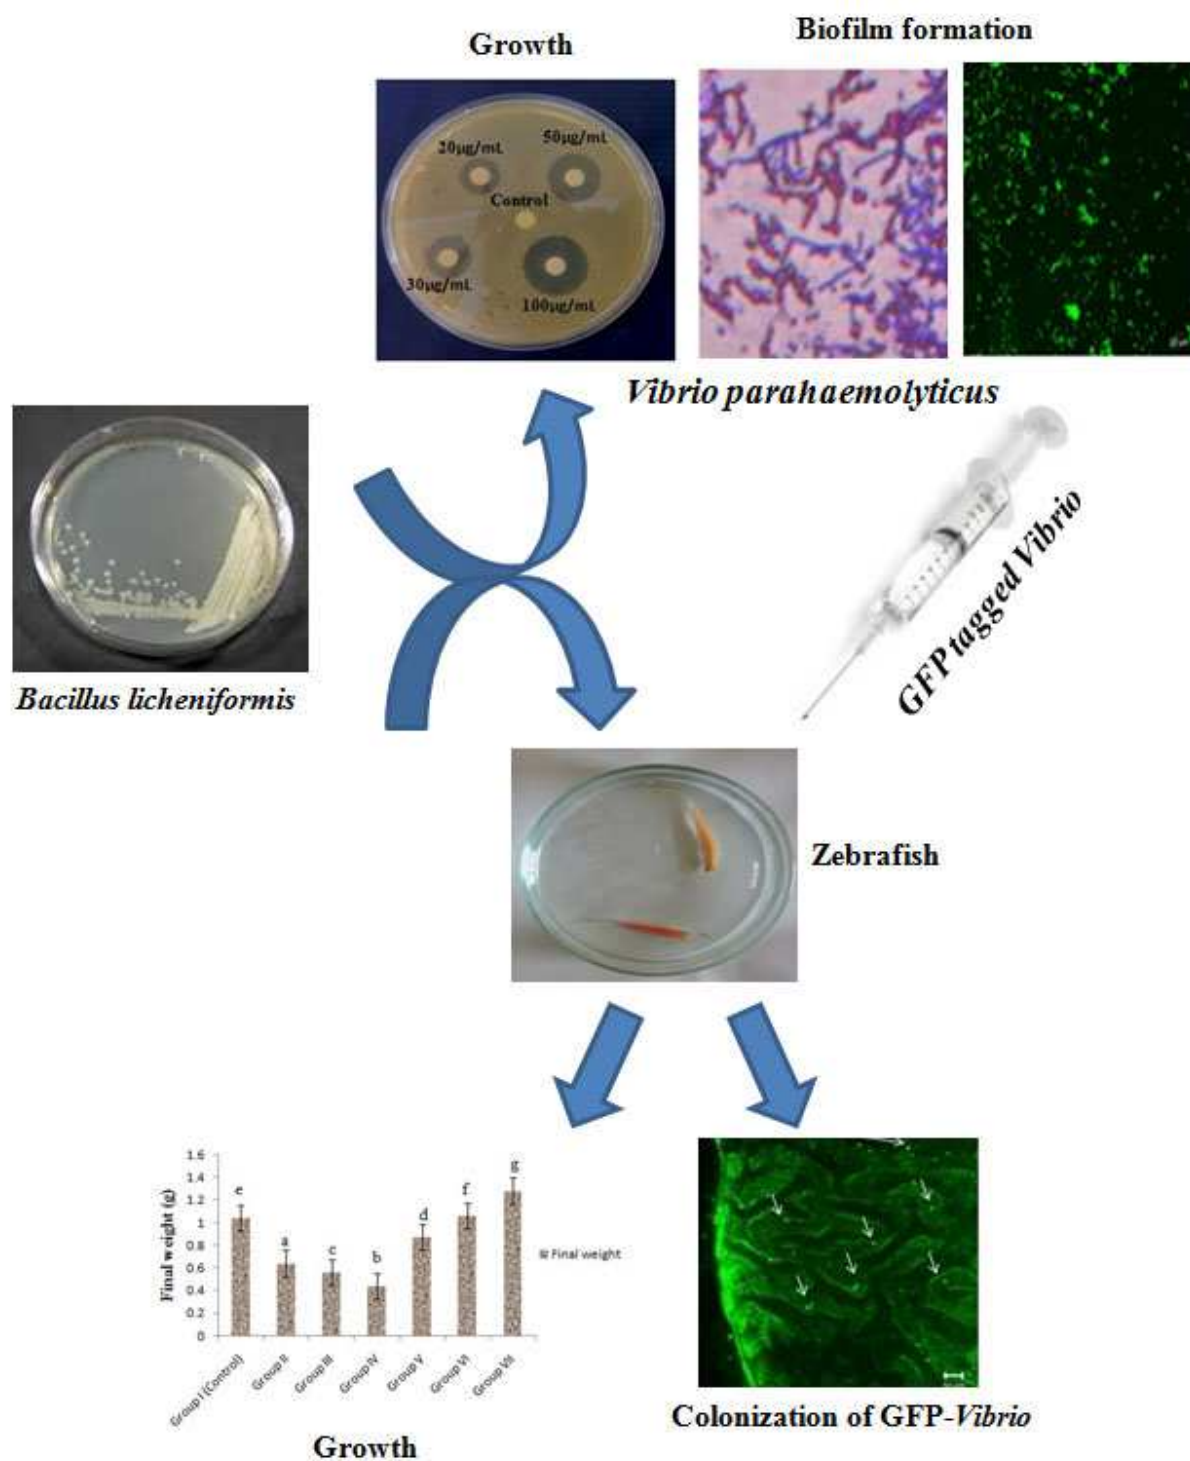 Growth
Biofilm formation
20µg/mL
50µg/mL
Control
30µg/mL
100µg/mL
Vibrio parahaemolyticus
Bacillus licheniformis
GFP tagged Vibrio
Zebrafish
Final weight (g)
1.6
1.4
1.2
1
0.8
0.6
0.4
0.2
0
e
a
c
b
d
f
g
Final weight
Group I (Control)
Group II
Group III
Group IV
Group V
Group VI
Group VII
Growth
Colonization of GFP-Vibrio